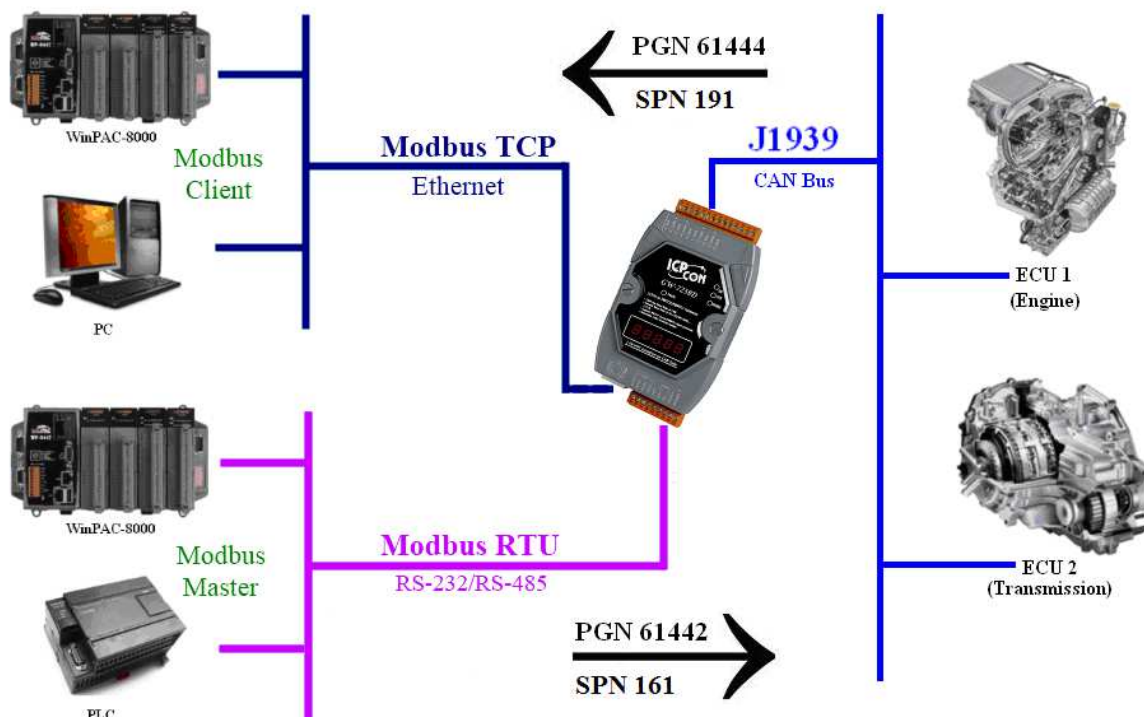 WinPAC-8000
Modbus
Client
PC
Modbus TCP
Ethernet
PGN 61444
SPN 191
J1939
CAN Bus
ICP
CON
ECU 1
(Engine)
WinPAC-8000
Modbus
Master
PLC
Modbus RTU
RS-232/RS-485
PGN 61442
SPN 161
ECU 2
(Transmission)